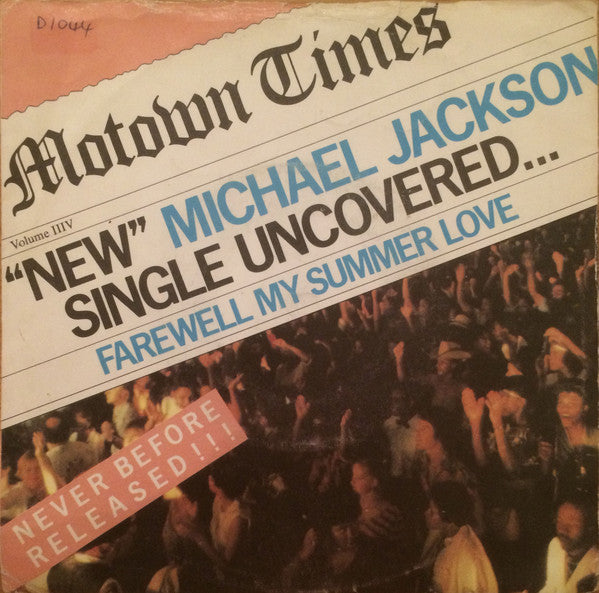 D1044
Motown Times
Volume IIIV
“NEW” MICHAEL JACKSON
SINGLE UNCOVERED...
FAREWELL MY SUMMER LOVE
NEVER BEFORE
RELEASED!!!